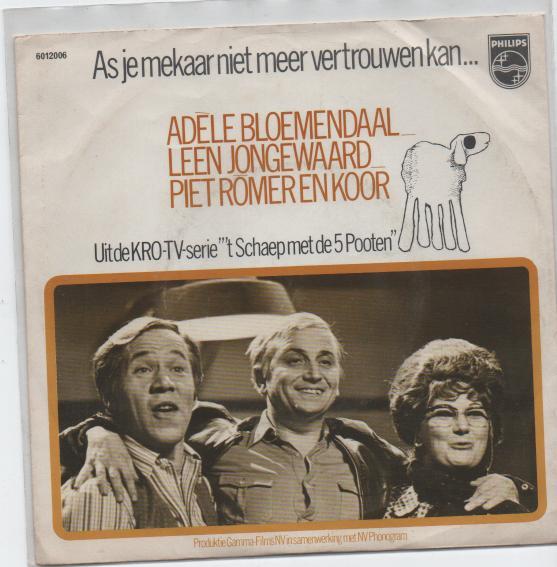 6012006
As je mekaar niet meer vertrouwen kan...
PHILIPS
ADÈLE BLOEMENDAAL
LEEN JONGEWAARD
PIET RÖMER EN KOOR
Uit de KRO-TV-serie "'t Schaep met de 5 Pooten"
Produktie Gamma-Films NV in samenwerking met NV Phonogram